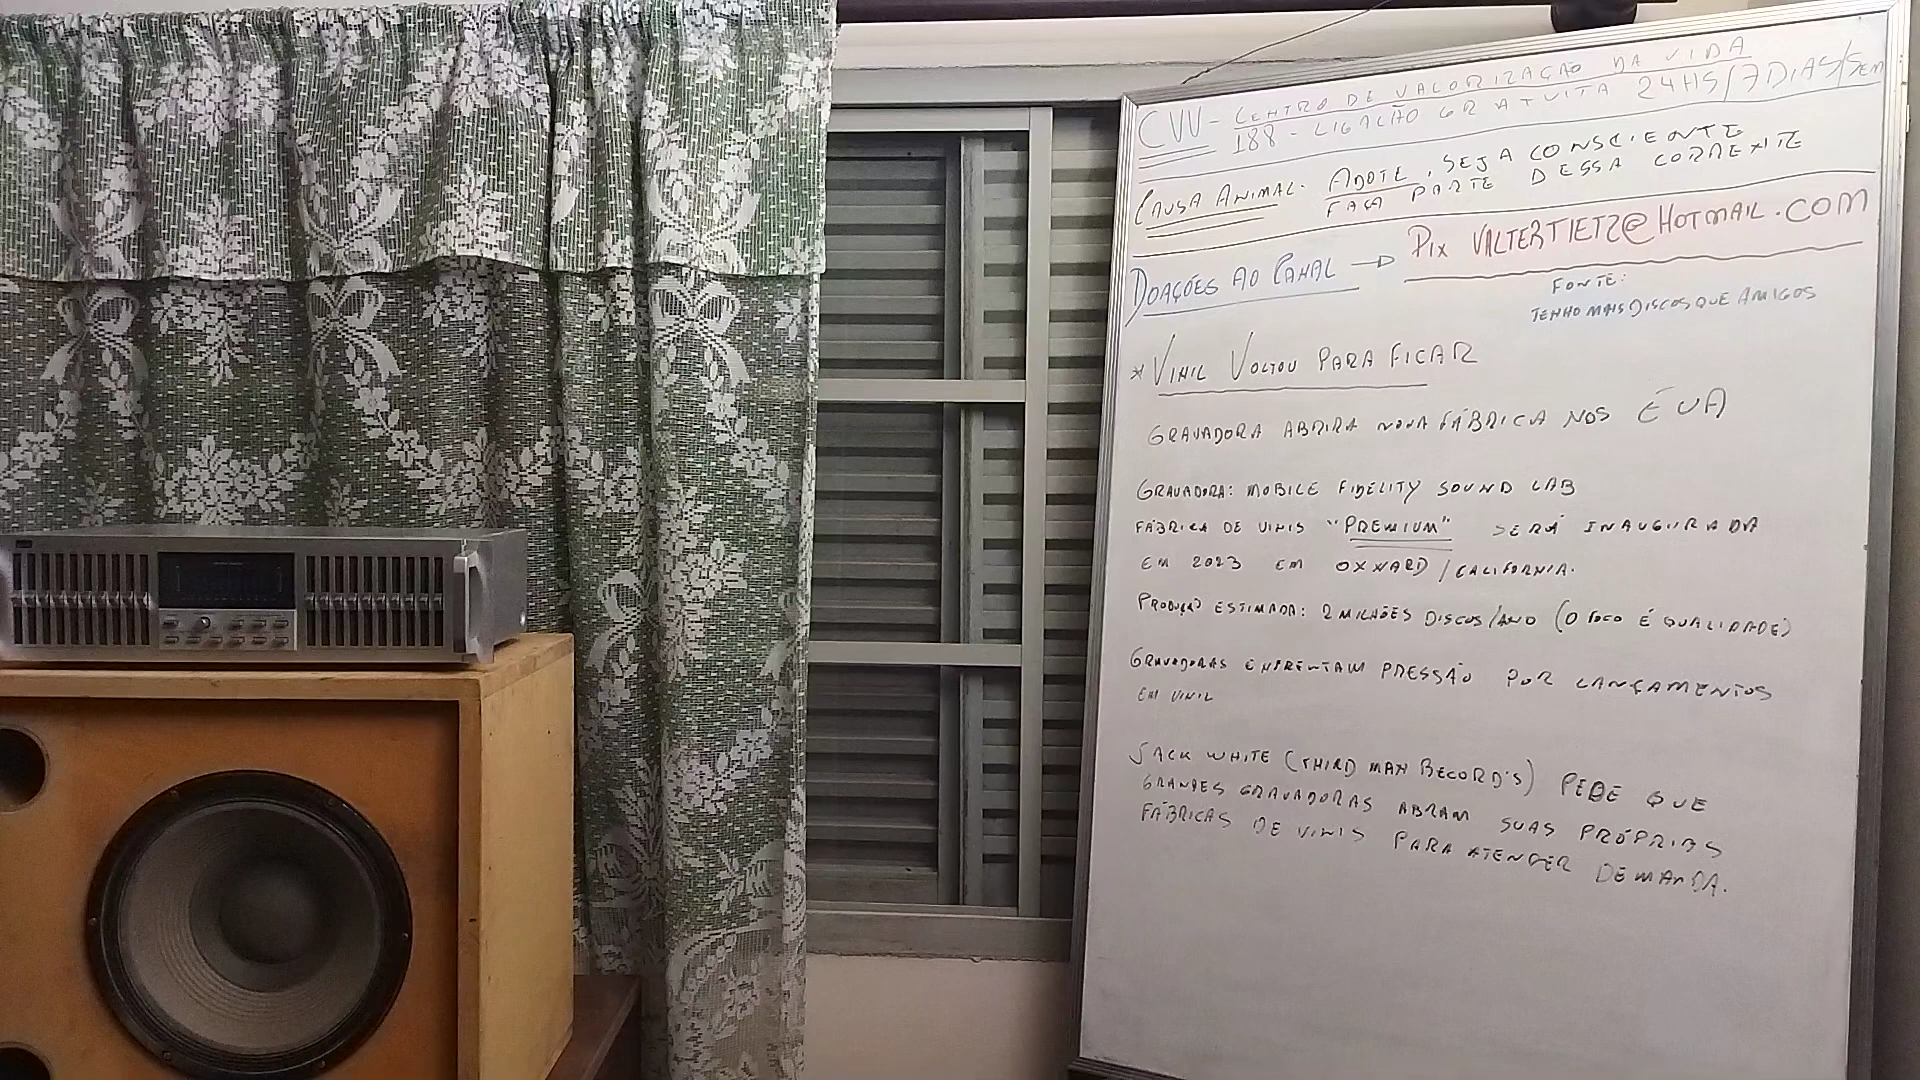 CVV - CENTRO DE VALORIZAÇÃO DA VIDA
188 - LIGAÇÃO GRATUITA 24HS/7DIAS/SEM
CAUSA ANIMAL. ADOTE, SEJA CONSCIENTE
FAÇA PARTE DESSA CORRENTE
DOAÇÕES AO CANAL → PIX VALTERTIETZ@HOTMAIL.COM
FONTE:
TENHO MAIS DISCOS QUE AMIGOS
* VINIL VOLTOU PARA FICAR
GRAVADORA ABRIRA NOVA FÁBRICA NOS EUA
GRAVADORA: MOBILE FIDELITY SOUND LAB
FÁBRICA DE VINIS "PREMIUM" SERÁ INAUGURADA
EM 2023 EM OXNARD/CALIFORNIA.
PRODUÇÃO ESTIMADA: 2 MILHÕES DISCOS/ANO (O FOCO É QUALIDADE)
GRAVADORAS ENFRENTAM PRESSÃO POR LANÇAMENTOS
EM VINIL
JACK WHITE (THIRD MAN RECORD'S) PEDE QUE
GRANDES GRAVADORAS ABRAM SUAS PRÓPRIAS
FÁBRICAS DE VINIS PARA ATENDER DEMANDA.